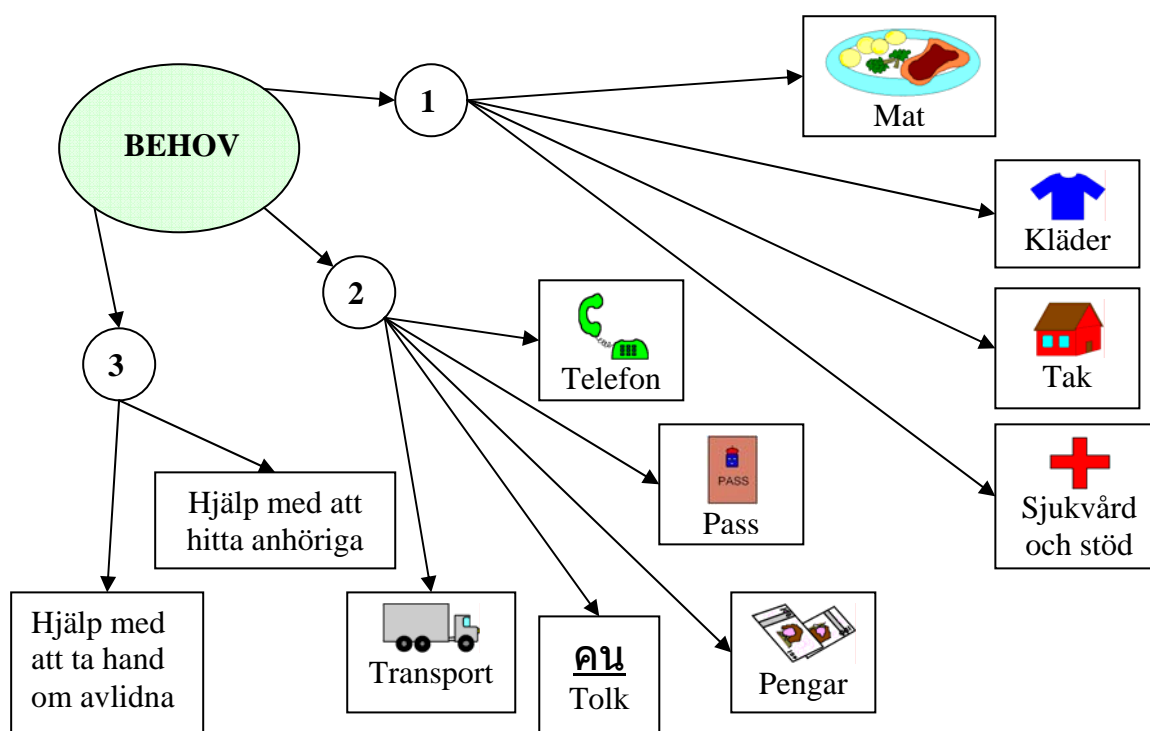 BEHOV
1
Mat
Kläder
Tak
Sjukvård
och stöd
2
Telefon
PASS
Pass
Pengar
คน
Tolk
Transport
3
Hjälp med att
hitta anhöriga
Hjälp med
att ta hand
om avlidna